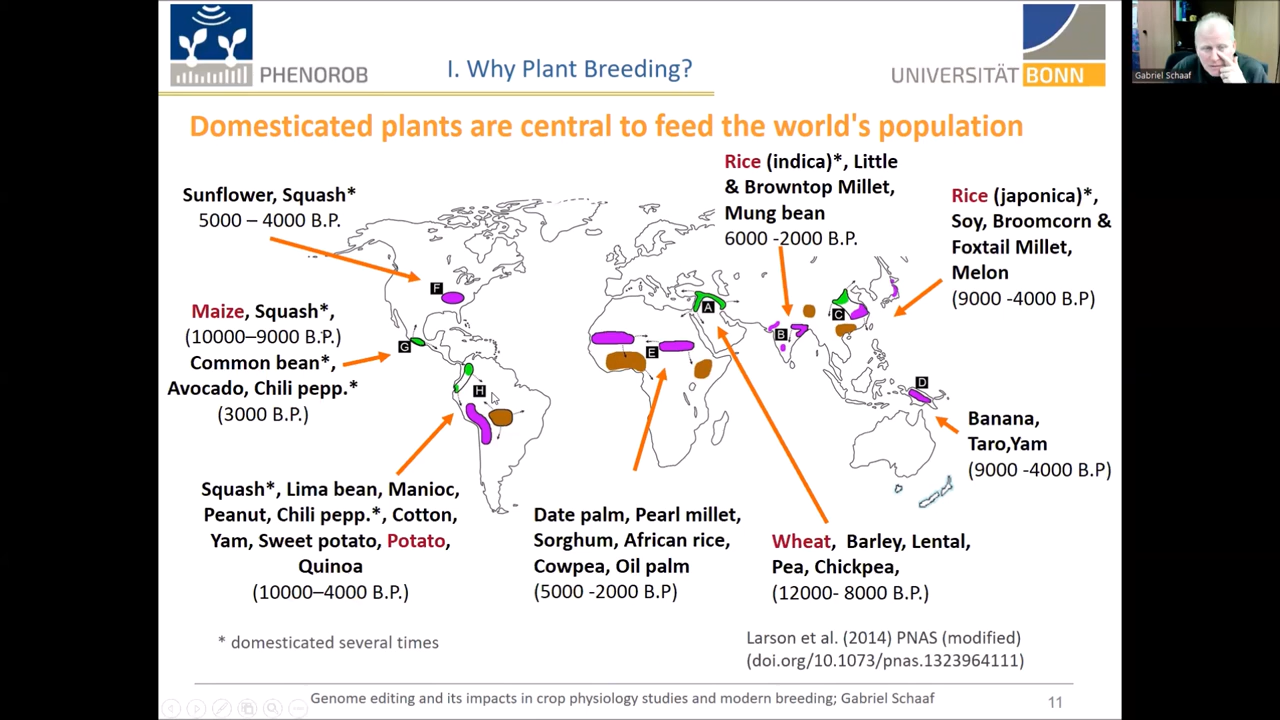 PHENOROB
I. Why Plant Breeding?
UNIVERSITÄT BONN
Gabriel Schaaf
Domesticated plants are central to feed the world's population
Sunflower, Squash*
5000 – 4000 B.P.
Rice (indica)*, Little
& Browntop Millet,
Mung bean
6000 -2000 B.P.
Rice (japonica)*,
Soy, Broomcorn &
Foxtail Millet,
Melon
(9000 -4000 B.P)
Maize, Squash*,
(10000–9000 B.P.)
Common bean*,
Avocado, Chili pepp.*
(3000 B.P.)
F
G
H
E
A
B
C
D
Banana,
Taro,Yam
(9000 -4000 B.P)
Squash*, Lima bean, Manioc,
Peanut, Chili pepp.*, Cotton,
Yam, Sweet potato, Potato,
Quinoa
(10000–4000 B.P.)
Date palm, Pearl millet,
Sorghum, African rice,
Cowpea, Oil palm
(5000 -2000 B.P)
Wheat, Barley, Lental,
Pea, Chickpea,
(12000- 8000 B.P.)
* domesticated several times
Larson et al. (2014) PNAS (modified)
(doi.org/10.1073/pnas.1323964111)
Genome editing and its impacts in crop physiology studies and modern breeding; Gabriel Schaaf
11